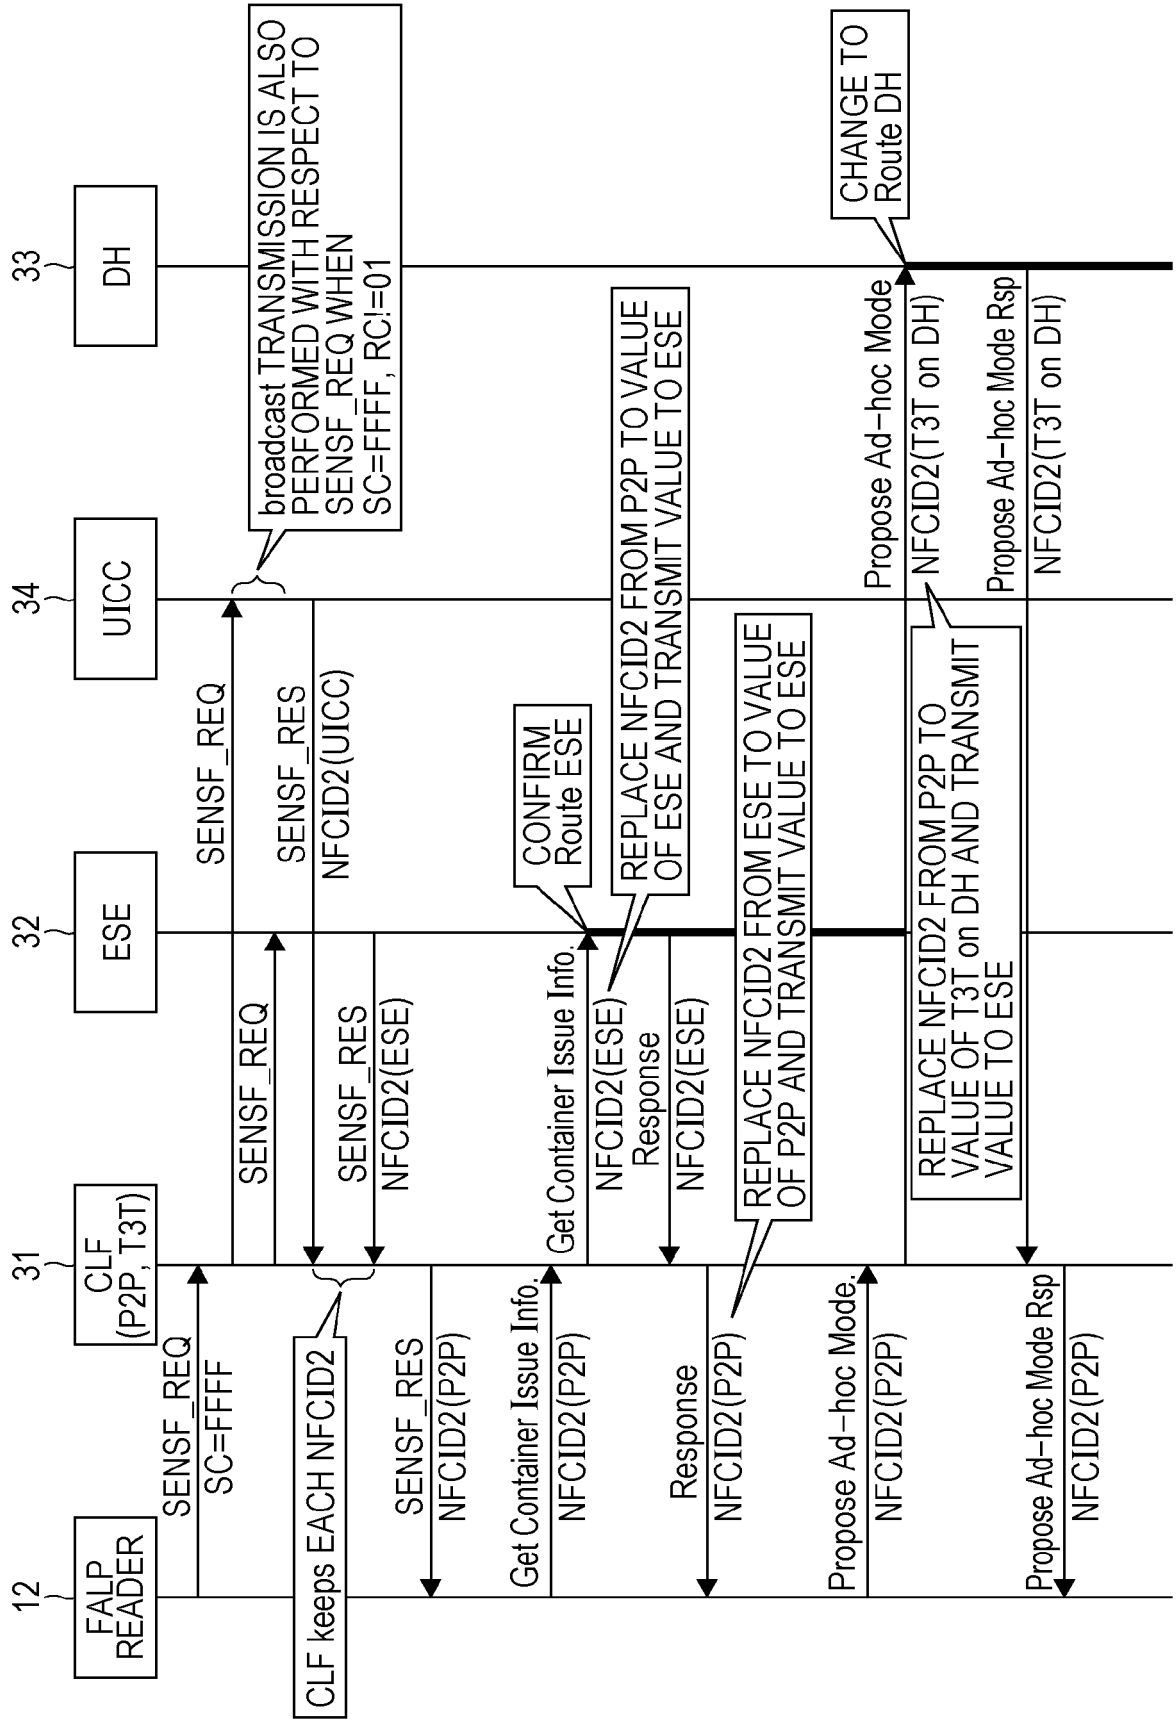 12
FALP
READER
31
CLF
(P2P, T3T)
32
ESE
34
UICC
33
DH
SENSF_REQ
SC=FFFF
SENSF_REQ
SENSF_REQ
broadcast TRANSMISSION IS ALSO
PERFORMED WITH RESPECT TO
SENSF_REQ WHEN
SC=FFFF, RC!=01
SENSF_RES
NFCID2(UICC)
SENSF_RES
NFCID2(ESE)
CLF keeps EACH NFCID2
SENSF_RES
NFCID2(P2P)
Get Container Issue Info.
NFCID2(P2P)
Get Container Issue Info.
NFCID2(ESE)
CONFIRM
Route ESE
REPLACE NFCID2 FROM P2P TO VALUE
OF ESE AND TRANSMIT VALUE TO ESE
Response
NFCID2(ESE)
Response
NFCID2(P2P)
REPLACE NFCID2 FROM ESE TO VALUE
OF P2P AND TRANSMIT VALUE TO ESE
Propose Ad-hoc Mode.
NFCID2(P2P)
Propose Ad-hoc Mode
NFCID2(T3T on DH)
CHANGE TO
Route DH
REPLACE NFCID2 FROM P2P TO
VALUE OF T3T on DH AND TRANSMIT
VALUE TO ESE
Propose Ad-hoc Mode Rsp
NFCID2(T3T on DH)
Propose Ad-hoc Mode Rsp
NFCID2(P2P)